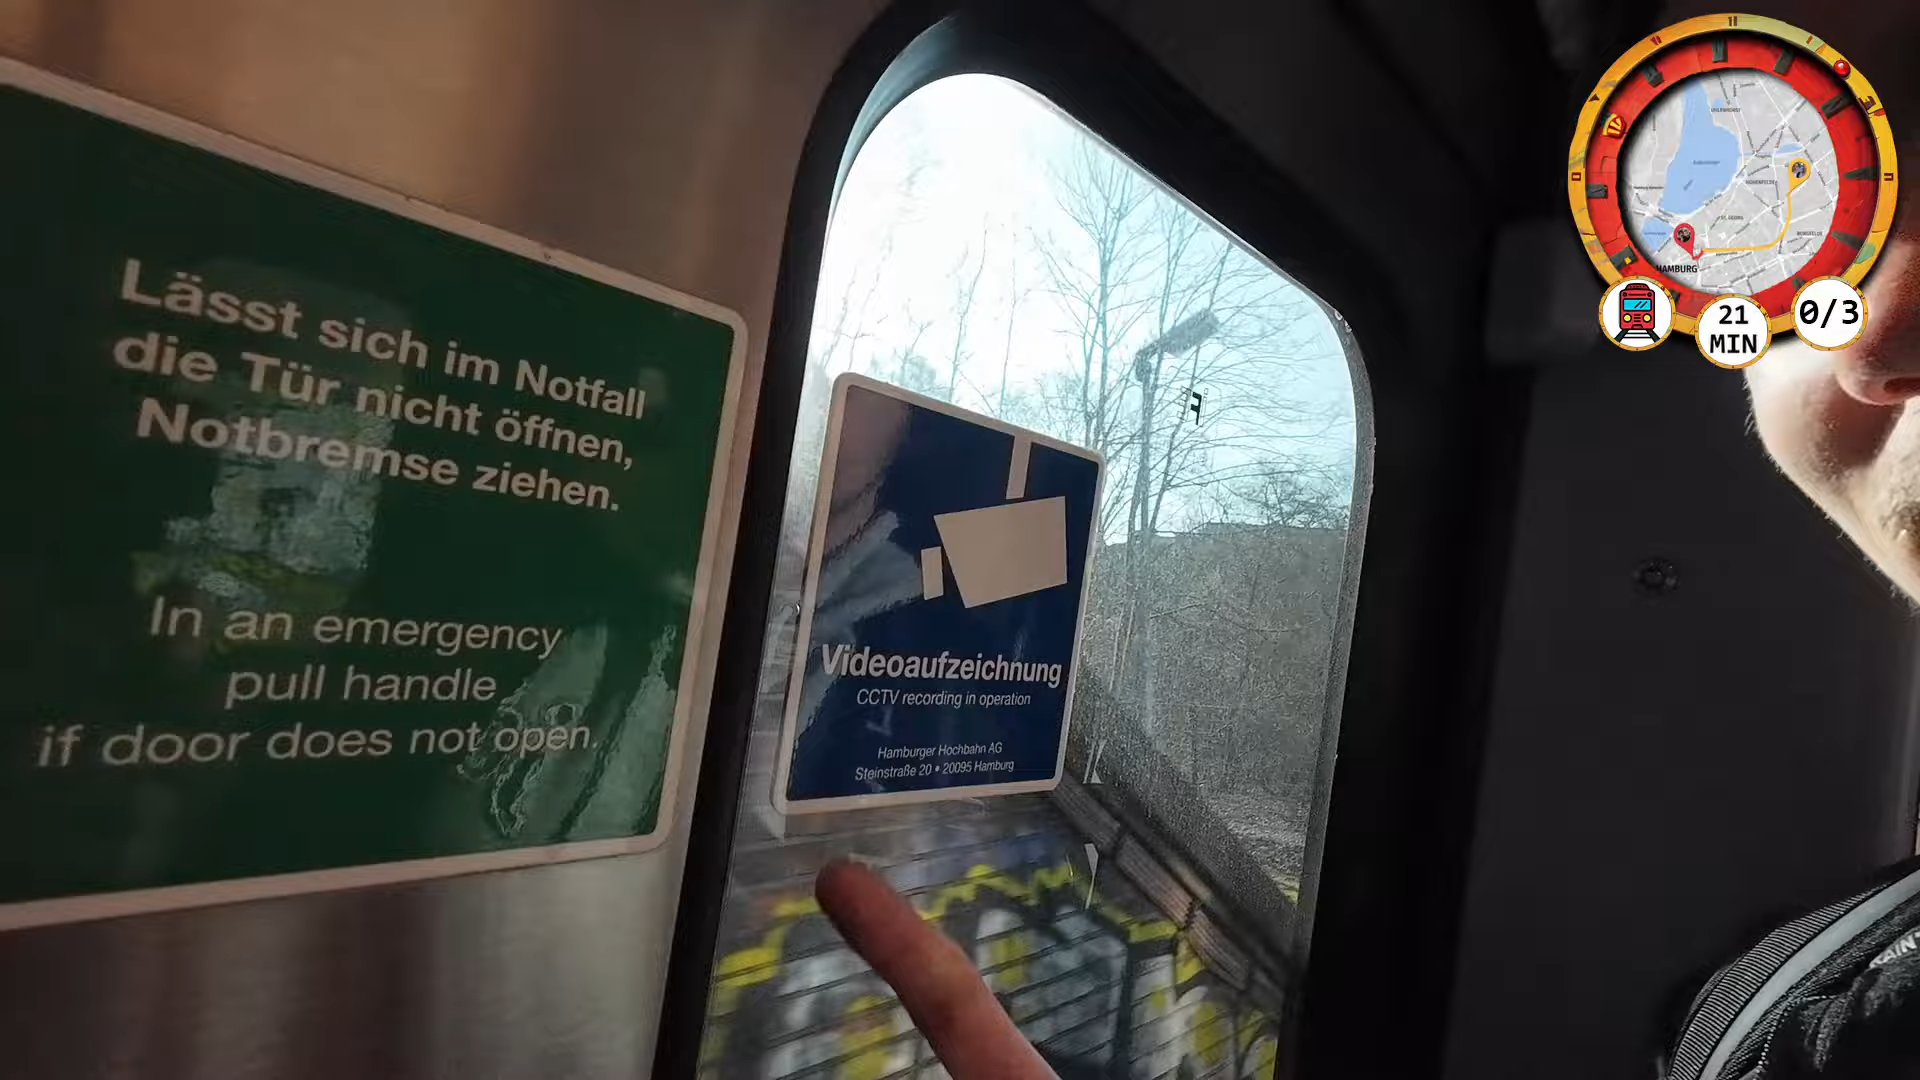 Lässt sich im Notfall
die Tür nicht öffnen,
Notbremse ziehen.
In an emergency
pull handle
if door does not open.
Videoaufzeichnung
CCTV recording in operation
Hamburger Hochbahn AG
Steinstraße 20 • 20095 Hamburg
HAMBURG
21
MIN
0/3